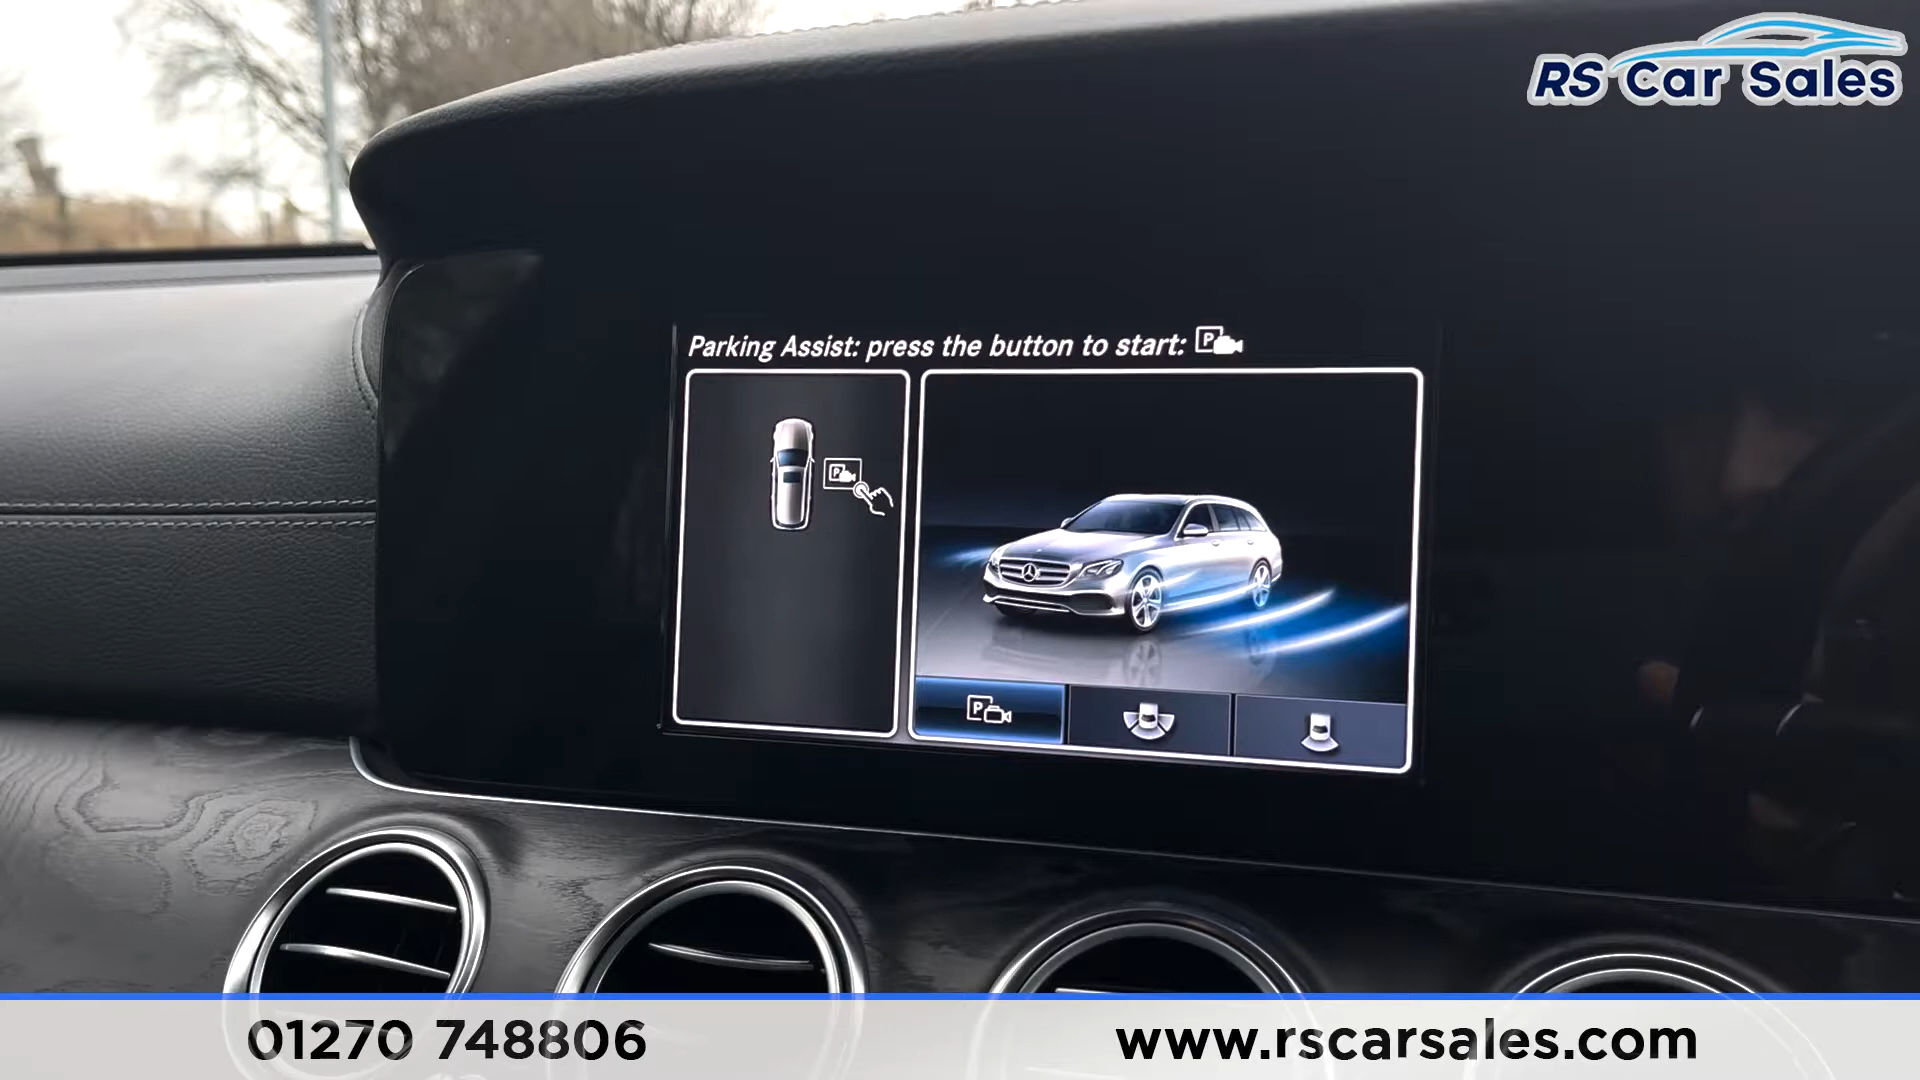 RS Car Sales
Parking Assist: press the button to start: P
P
P
01270 748806
www.rscarsales.com